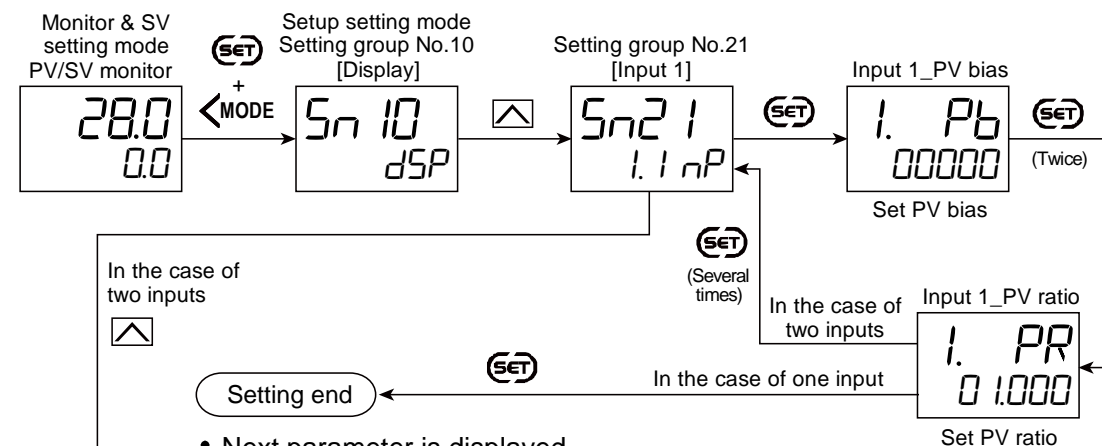 Monitor & SV
setting mode
PV/SV monitor
28.0
0.0
SET
+
<MODE
Setup setting mode
Setting group No.10
[Display]
Sn 10
dSP
Setting group No.21
[Input 1]
Sn21
1. 1 nP
SET
Input 1_PV bias
1. Pb
00000
Set PV bias
SET
(Twice)
In the case of
two inputs
SET
(Several
times)
In the case of
two inputs
Input 1_PV ratio
1. PR
0 1.000
Set PV ratio
SET
In the case of one input
Setting end
• Next parameter is displayed